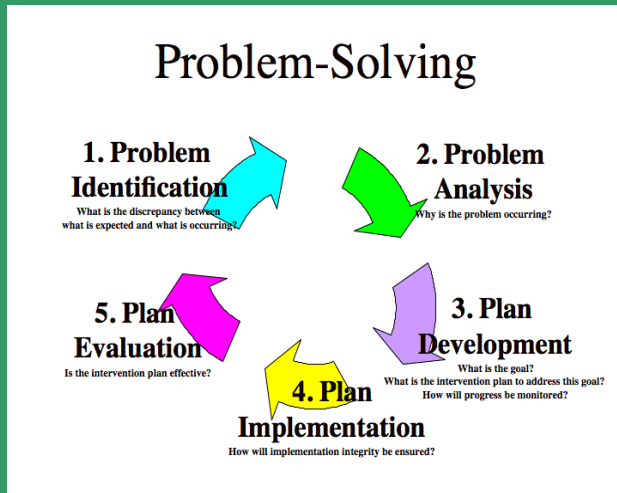 Problem-Solving
1. Problem
Identification
What is the discrepancy between
what is expected and what is occurring?
2. Problem
Analysis
Why is the problem occurring?
3. Plan
Development
What is the goal?
What is the intervention plan to address this goal?
How will progress be monitored?
4. Plan
Implementation
How will implementation integrity be ensured?
5. Plan
Evaluation
Is the intervention plan effective?